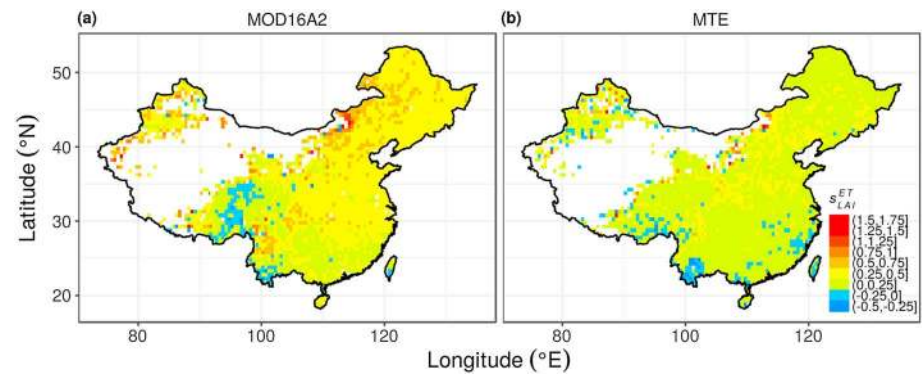 (a) MOD16A2
(b) MTE
50
40
30
20
Latitude (°N)
80 100 120
80 100 120
Longitude (°E)
s ET LAI
(1.5,1.75]
(1.25,1.5]
(1,1.25]
(0.75,1]
(0.5,0.75]
(0.25,0.5]
(0,0.25]
(-0.25,0]
(-0.5,-0.25]